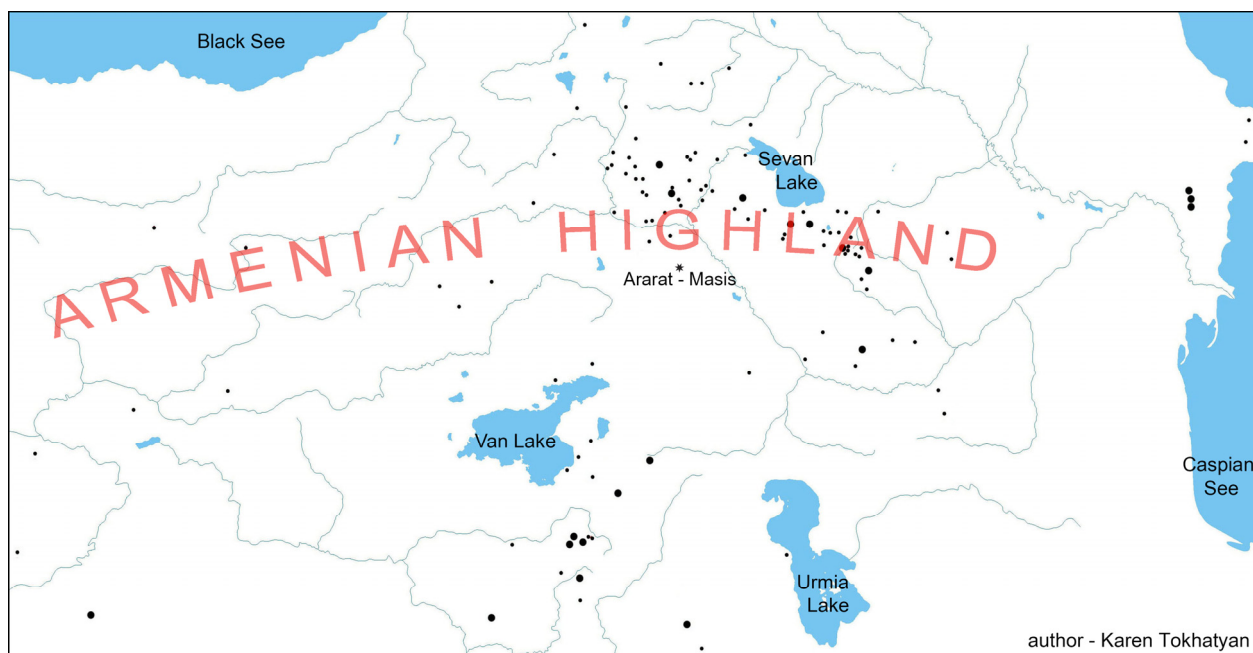 Black See
Sevan
Lake
ARMENIAN HIGHLAND
Ararat - Masis
Van Lake
Caspian
See
Urmia
Lake
author - Karen Tokhatyan